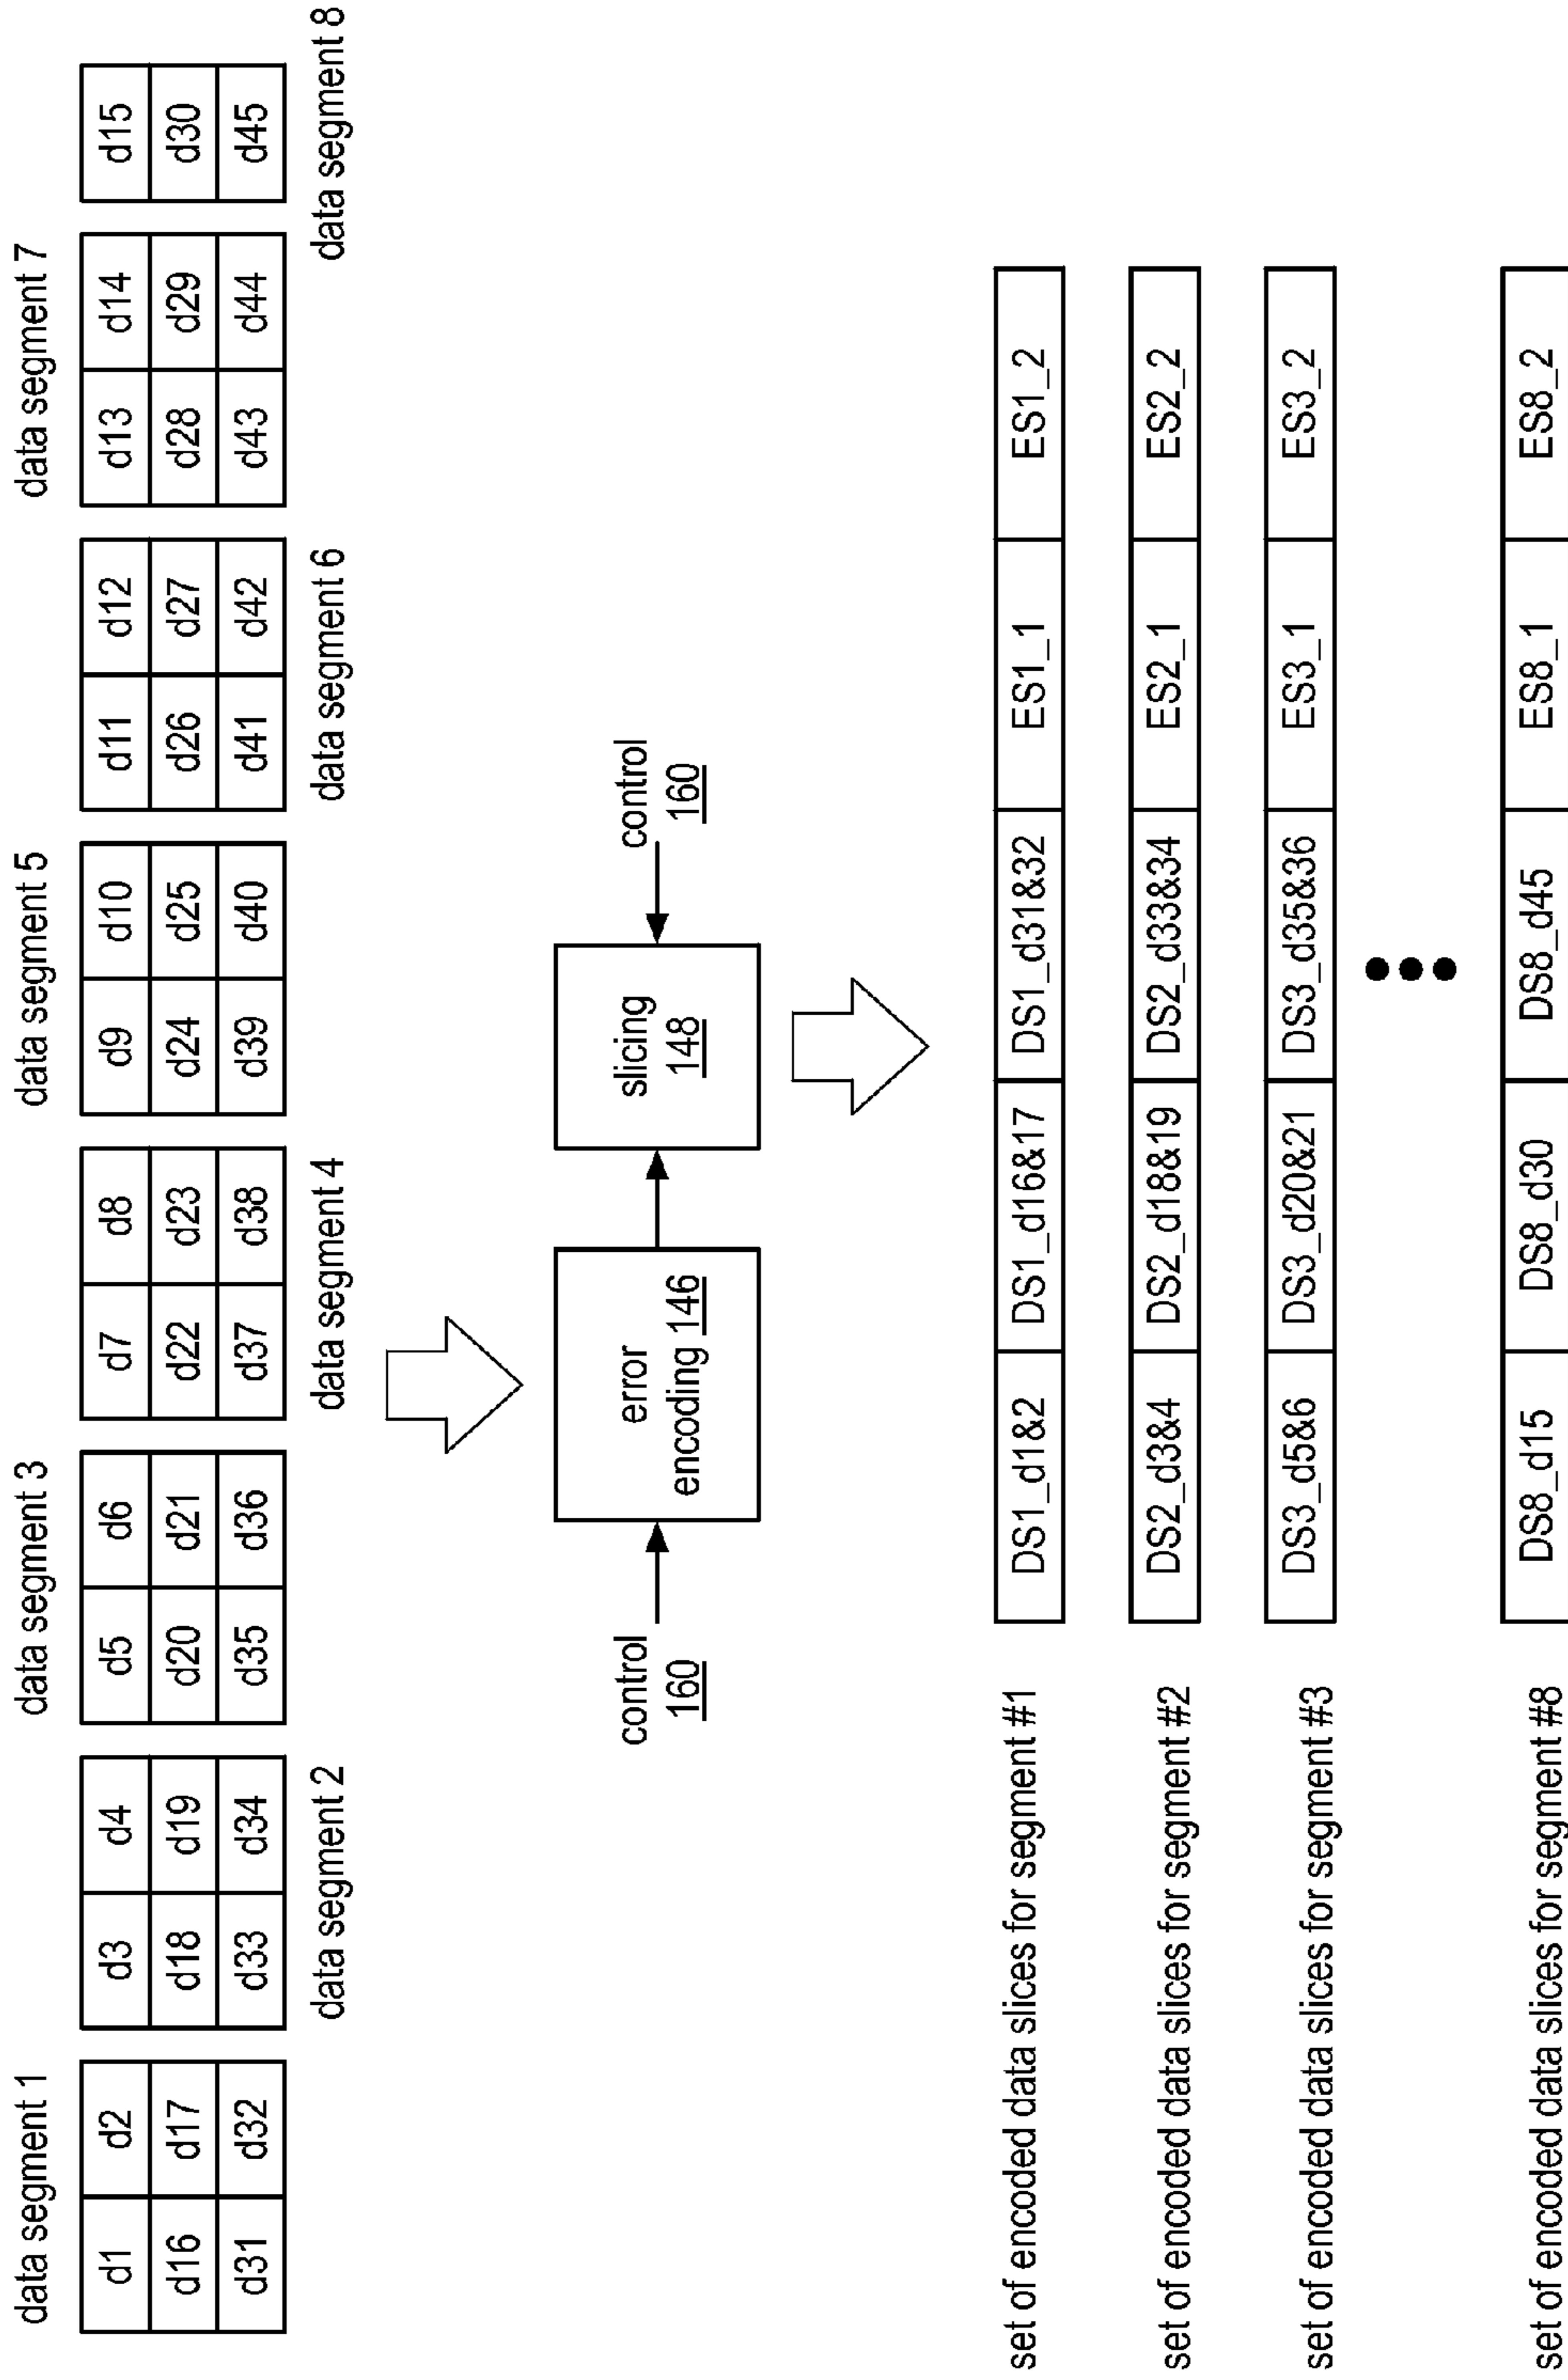 data segment 1
data segment 3
data segment 5
data segment 7
d1 d2 d3 d4 d5 d6 d7 d8 d9 d10 d11 d12 d13 d14 d15
d16 d17 d18 d19 d20 d21 d22 d23 d24 d25 d26 d27 d28 d29 d30
d31 d32 d33 d34 d35 d36 d37 d38 d39 d40 d41 d42 d43 d44 d45
data segment 2
data segment 4
data segment 6
data segment 8
control
160
error
encoding 146
slicing
148
control
160
set of encoded data slices for segment #1
DS1_d1&2 DS1_d16&17 DS1_d31&32 ES1_1 ES1_2
set of encoded data slices for segment #2
DS2_d3&4 DS2_d18&19 DS2_d33&34 ES2_1 ES2_2
set of encoded data slices for segment #3
DS3_d5&6 DS3_d20&21 DS3_d35&36 ES3_1 ES3_2
set of encoded data slices for segment #8
DS8_d15 DS8_d30 DS8_d45 ES8_1 ES8_2